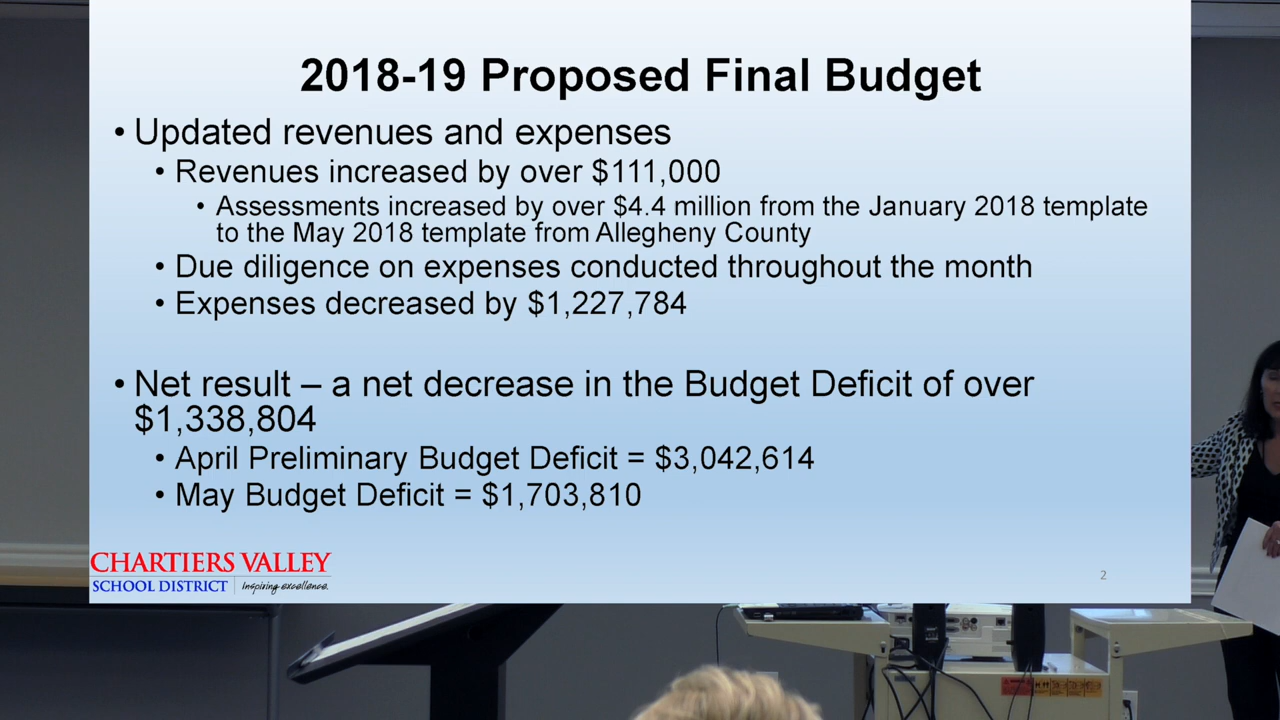 2018-19 Proposed Final Budget
• Updated revenues and expenses
• Revenues increased by over $111,000
• Assessments increased by over $4.4 million from the January 2018 template
to the May 2018 template from Allegheny County
• Due diligence on expenses conducted throughout the month
• Expenses decreased by $1,227,784
• Net result – a net decrease in the Budget Deficit of over
$1,338,804
• April Preliminary Budget Deficit = $3,042,614
• May Budget Deficit = $1,703,810
CHARTIERS VALLEY
SCHOOL DISTRICT | Inspiring excellence.
2